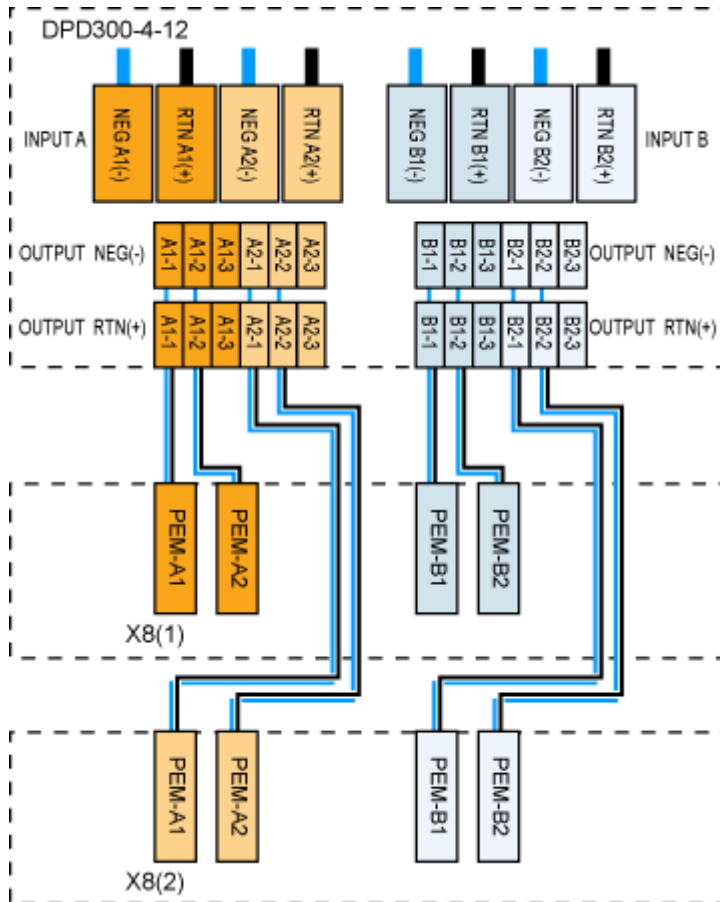 DPD300-4-12
INPUT A
NEG A1(-)
RTN A1(+)
NEG A2(-)
RTN A2(+)
NEG B1(-)
RTN B1(+)
NEG B2(-)
RTN B2(+)
INPUT B
OUTPUT NEG(-)
A1-1
A1-2
A1-3
A2-1
A2-2
A2-3
B1-1
B1-2
B1-3
B2-1
B2-2
B2-3
OUTPUT NEG(-)
OUTPUT RTN(+)
A1-1
A1-2
A1-3
A2-1
A2-2
A2-3
B1-1
B1-2
B1-3
B2-1
B2-2
B2-3
OUTPUT RTN(+)
PEM-A1
PEM-A2
PEM-B1
PEM-B2
X8(1)
PEM-A1
PEM-A2
PEM-B1
PEM-B2
X8(2)